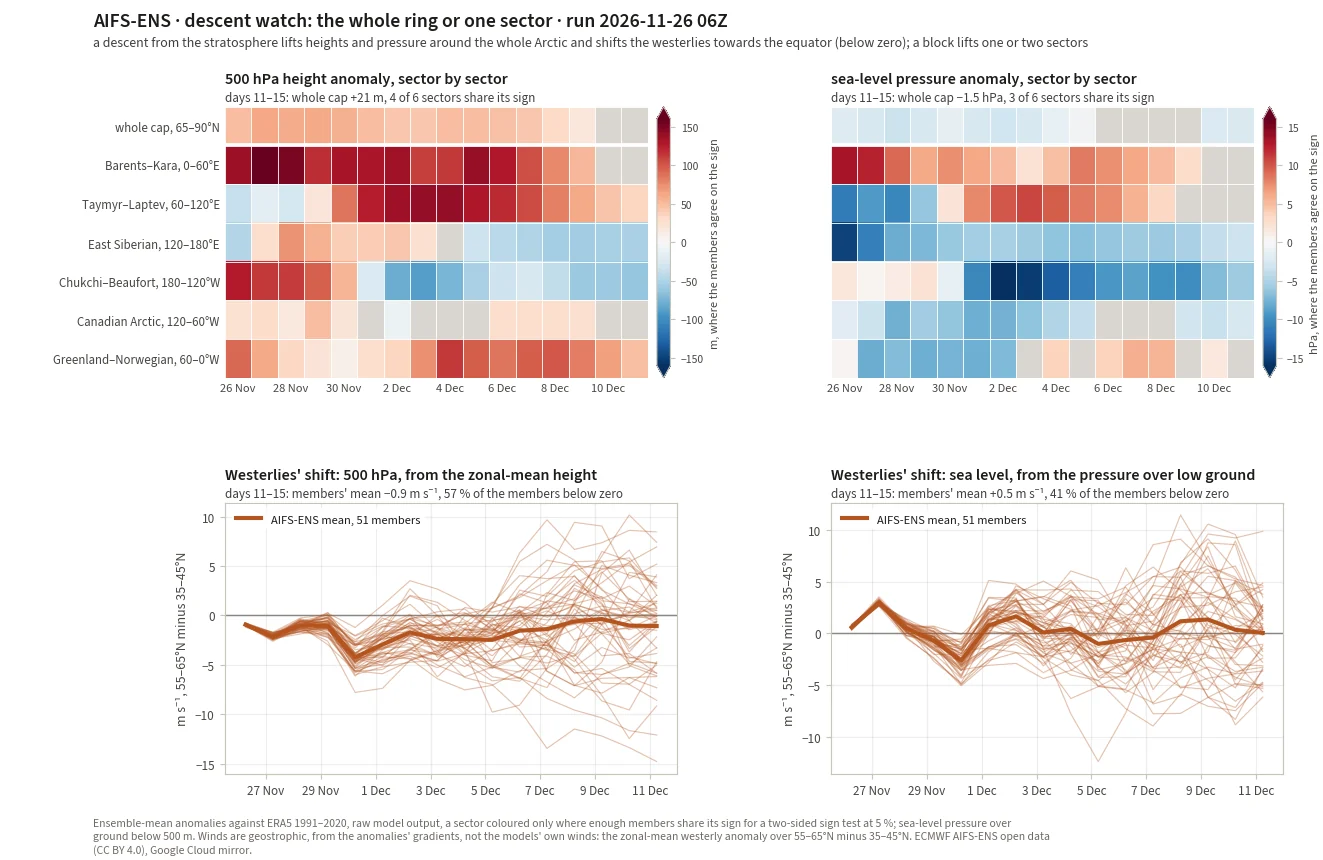 AIFS-ENS · descent watch: the whole ring or one sector · run 2026-11-26 06Z
a descent from the stratosphere lifts heights and pressure around the whole Arctic and shifts the westerlies towards the equator (below zero); a block lifts one or two sectors
500 hPa height anomaly, sector by sector
days 11–15: whole cap +21 m, 4 of 6 sectors share its sign
whole cap, 65–90°N
Barents–Kara, 0–60°E
Taymyr–Laptev, 60–120°E
East Siberian, 120–180°E
Chukchi–Beaufort, 180–120°W
Canadian Arctic, 120–60°W
Greenland–Norwegian, 60–0°W
26 Nov 28 Nov 30 Nov 2 Dec 4 Dec 6 Dec 8 Dec 10 Dec
150
100
50
0
−50
−100
−150
m, where the members agree on the sign
sea-level pressure anomaly, sector by sector
days 11–15: whole cap −1.5 hPa, 3 of 6 sectors share its sign
26 Nov 28 Nov 30 Nov 2 Dec 4 Dec 6 Dec 8 Dec 10 Dec
15
10
5
0
−5
−10
−15
hPa, where the members agree on the sign
Westerlies' shift: 500 hPa, from the zonal-mean height
days 11–15: members' mean −0.9 m s⁻¹, 57 % of the members below zero
AIFS-ENS mean, 51 members
10
5
0
−5
−10
−15
m s⁻¹, 55–65°N minus 35–45°N
27 Nov 29 Nov 1 Dec 3 Dec 5 Dec 7 Dec 9 Dec 11 Dec
Westerlies' shift: sea level, from the pressure over low ground
days 11–15: members' mean +0.5 m s⁻¹, 41 % of the members below zero
AIFS-ENS mean, 51 members
10
5
0
−5
−10
m s⁻¹, 55–65°N minus 35–45°N
27 Nov 29 Nov 1 Dec 3 Dec 5 Dec 7 Dec 9 Dec 11 Dec
Ensemble-mean anomalies against ERA5 1991–2020, raw model output, a sector coloured only where enough members share its sign for a two-sided sign test at 5 %; sea-level pressure over
ground below 500 m. Winds are geostrophic, from the anomalies' gradients, not the models' own winds: the zonal-mean westerly anomaly over 55–65°N minus 35–45°N. ECMWF AIFS-ENS open data
(CC BY 4.0), Google Cloud mirror.